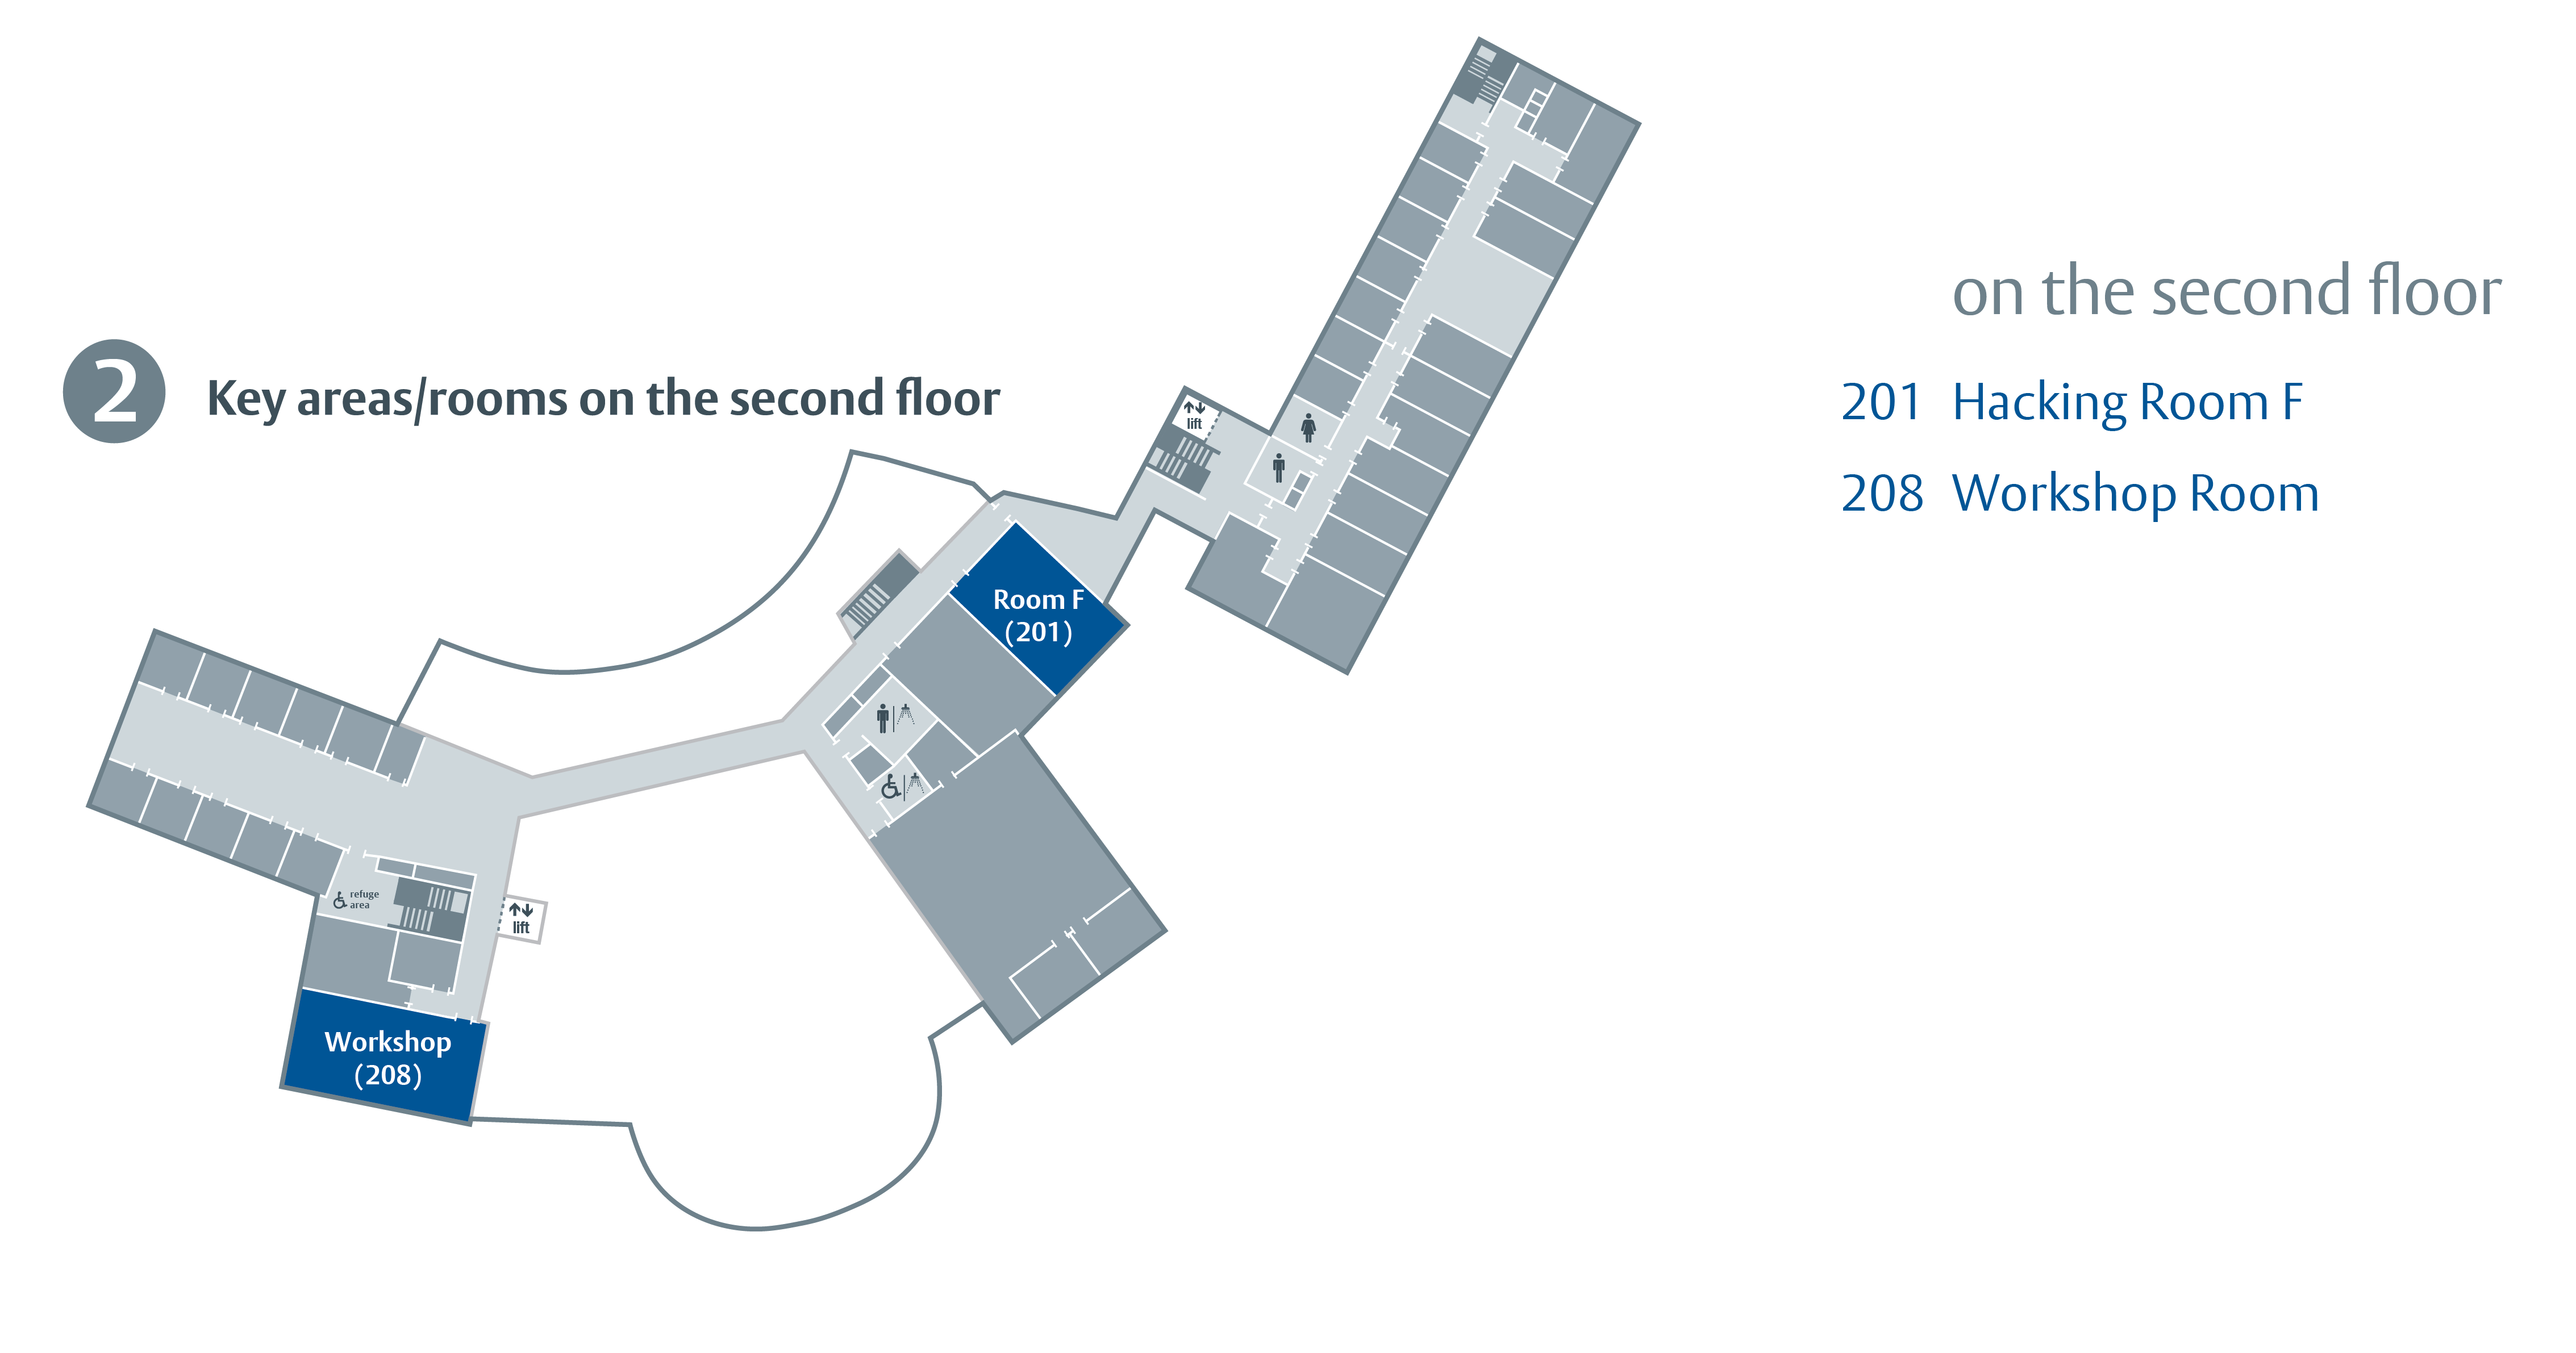 2
Key areas/rooms on the second floor
on the second floor
201 Hacking Room F
208 Workshop Room
lift
Room F
(201)
refuge
area
lift
Workshop
(208)